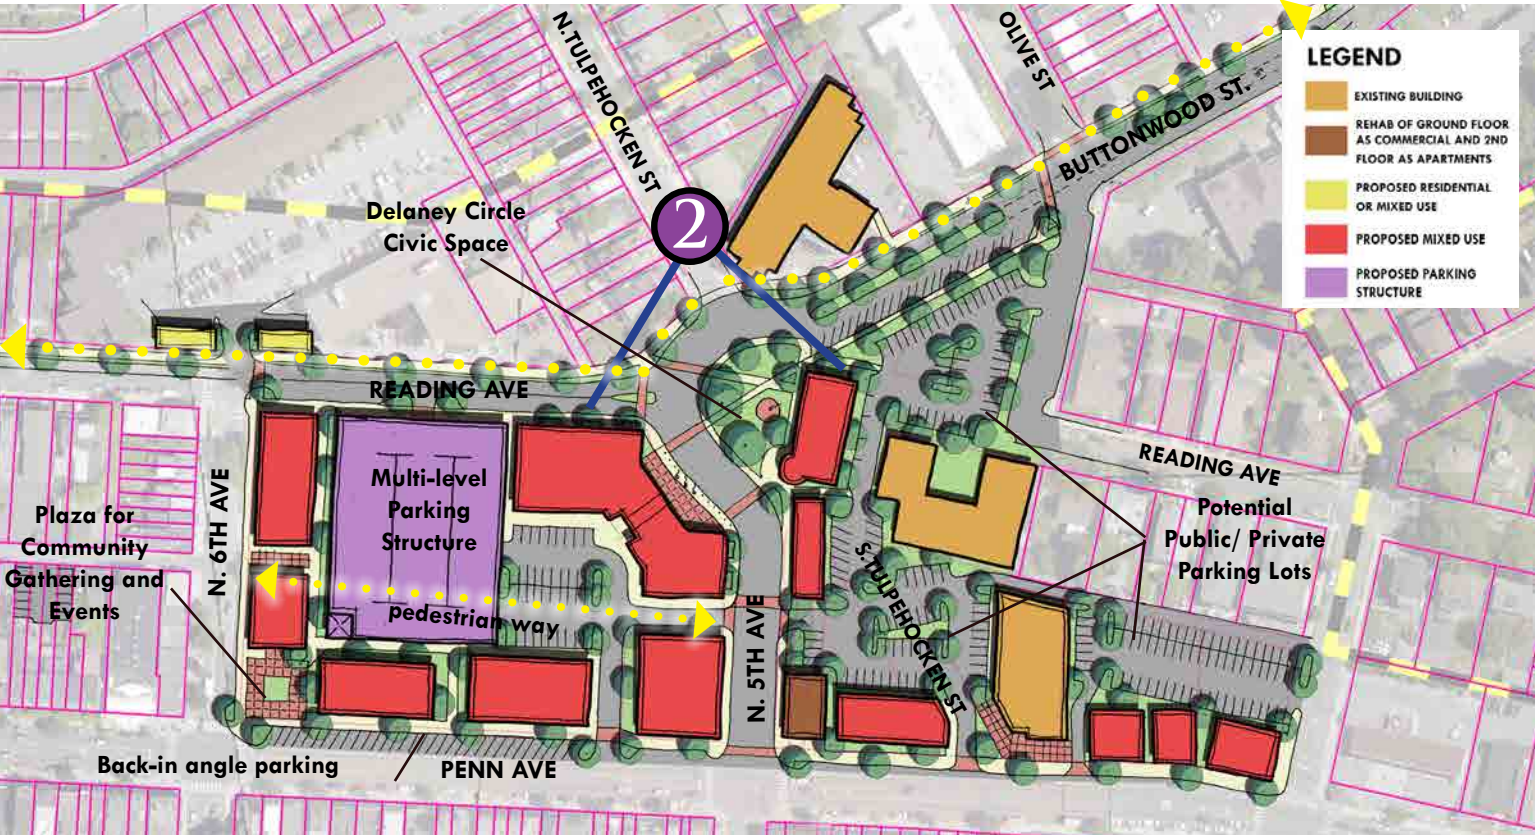 N.TULPEHOCKEN ST
OLIVE ST
BUTTONWOOD ST.
LEGEND
EXISTING BUILDING
REHAB OF GROUND FLOOR
AS COMMERCIAL AND 2ND
FLOOR AS APARTMENTS
PROPOSED RESIDENTIAL
OR MIXED USE
PROPOSED MIXED USE
PROPOSED PARKING
STRUCTURE
Delaney Circle
Civic Space
2
READING AVE
READING AVE
N. 6TH AVE
Multi-level
Parking
Structure
Plaza for
Community
Gathering and
Events
Potential
Public/ Private
Parking Lots
pedestrian way
S.TULPEHOCKEN ST
N. 5TH AVE
Back-in angle parking
PENN AVE